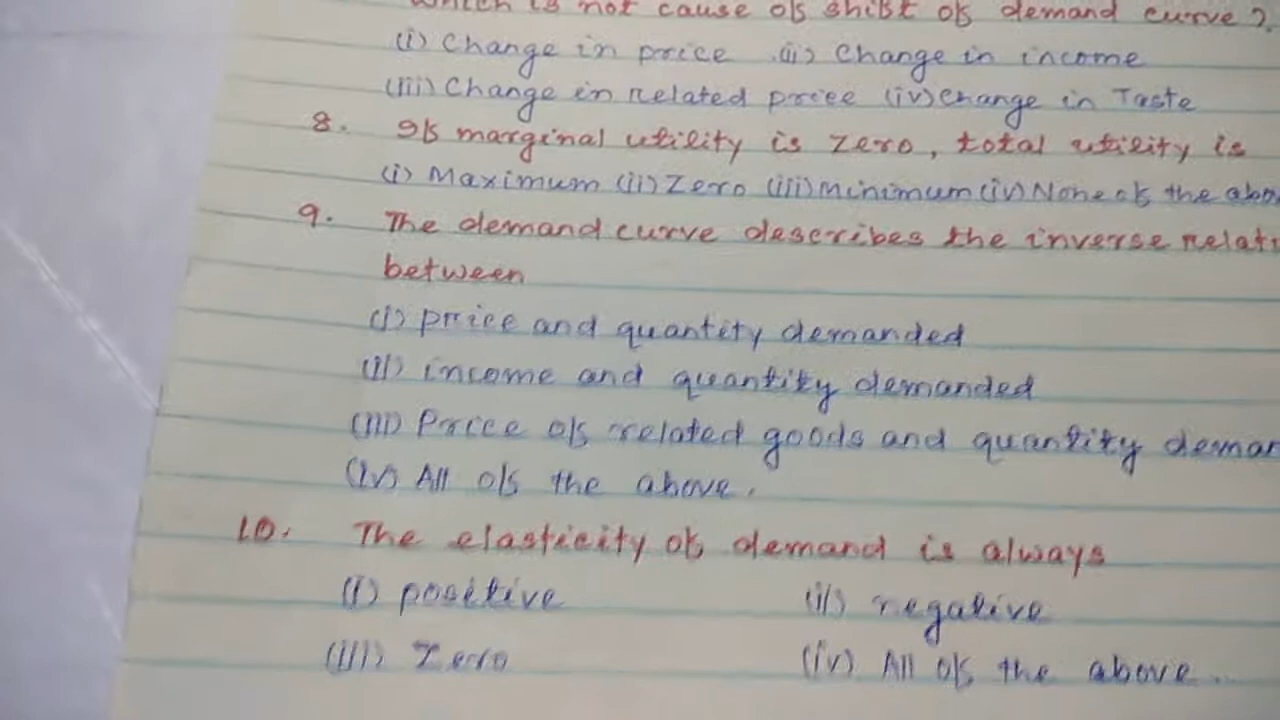 which is not cause of shift of demand curve?
(i) Change in price (ii) Change in income
(iii) Change in related price (iv) Change in Taste
8. If marginal utility is zero, total utility is
(i) Maximum (ii) Zero (iii) Minimum (iv) None of the abo
9. The demand curve describes the inverse relati
between
(i) price and quantity demanded
(ii) income and quantity demanded
(iii) Price of related goods and quantity deman
(iv) All of the above.
10. The elasticity of demand is always
(i) positive (ii) negative
(iii) Zero (iv) All of the above.